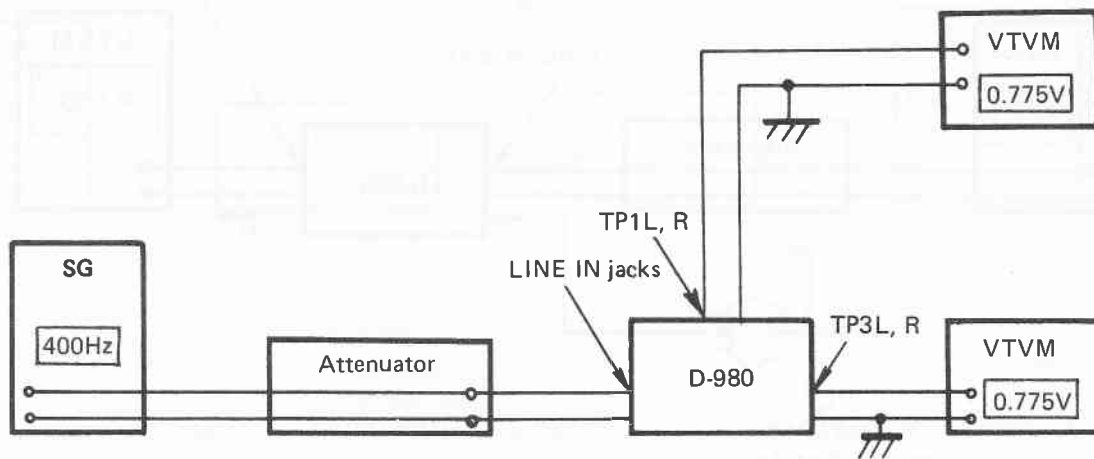 VTVM
0.775V
TP1L, R
LINE IN jacks
SG
400Hz
Attenuator
D-980
TP3L, R
VTVM
0.775V